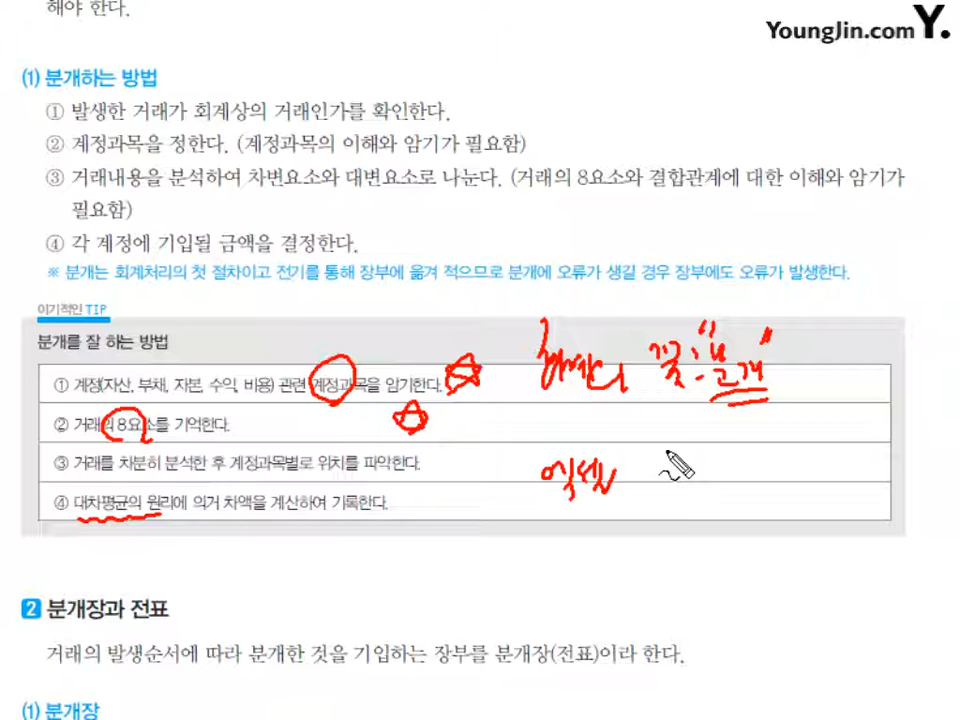 해야 한다.
YoungJin.com Y.
(1) 분개하는 방법
① 발생한 거래가 회계상의 거래인가를 확인한다.
② 계정과목을 정한다. (계정과목의 이해와 암기가 필요함)
③ 거래내용을 분석하여 차변요소와 대변요소로 나눈다. (거래의 8요소와 결합관계에 대한 이해와 암기가
필요함)
④ 각 계정에 기입될 금액을 결정한다.
※ 분개는 회계처리의 첫 절차이고 전기를 통해 장부에 옮겨 적으므로 분개에 오류가 생길 경우 장부에도 오류가 발생한다.
이기적인 TIP
분개를 잘 하는 방법
① 계정(자산, 부채, 자본, 수익, 비용) 관련 계정과목을 암기한다.
꽃: "분개"
② 거래의 8요소를 기억한다.
③ 거래를 차분히 분석한 후 계정과목별로 위치를 파악한다.
엑셀
④ 대차평균의 원리에 의거 차액을 계산하여 기록한다.
2 분개장과 전표
거래의 발생순서에 따라 분개한 것을 기입하는 장부를 분개장(전표)이라 한다.
(1) 분개장